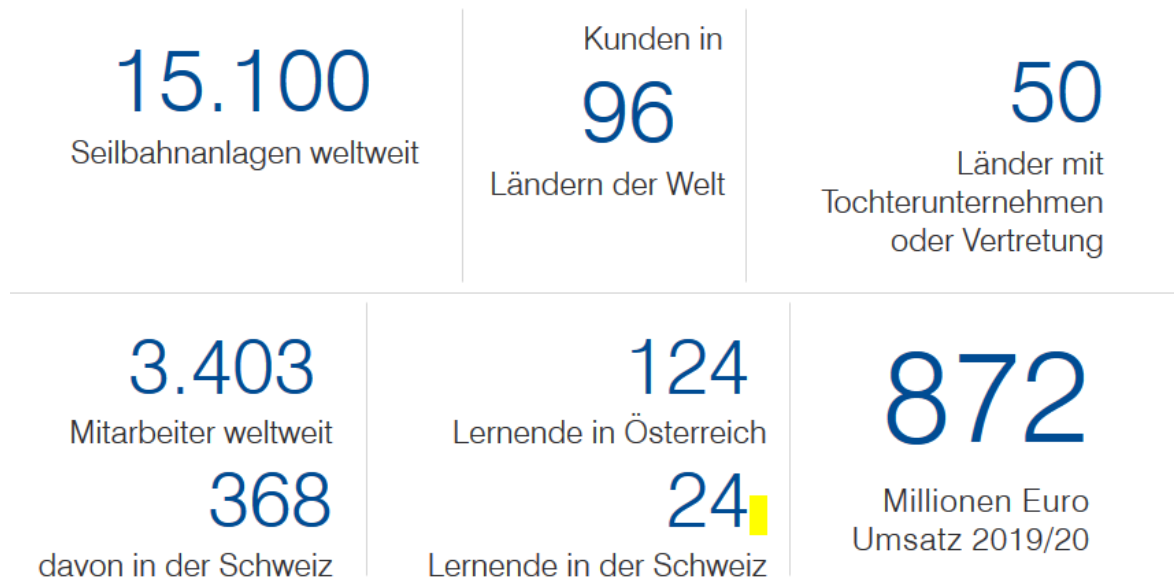 15.100
Seilbahnanlagen weltweit
Kunden in
96
Ländern der Welt
50
Länder mit
Tochterunternehmen
oder Vertretung
3.403
Mitarbeiter weltweit
368
davon in der Schweiz
124
Lernende in Österreich
24
Lernende in der Schweiz
872
Millionen Euro
Umsatz 2019/20